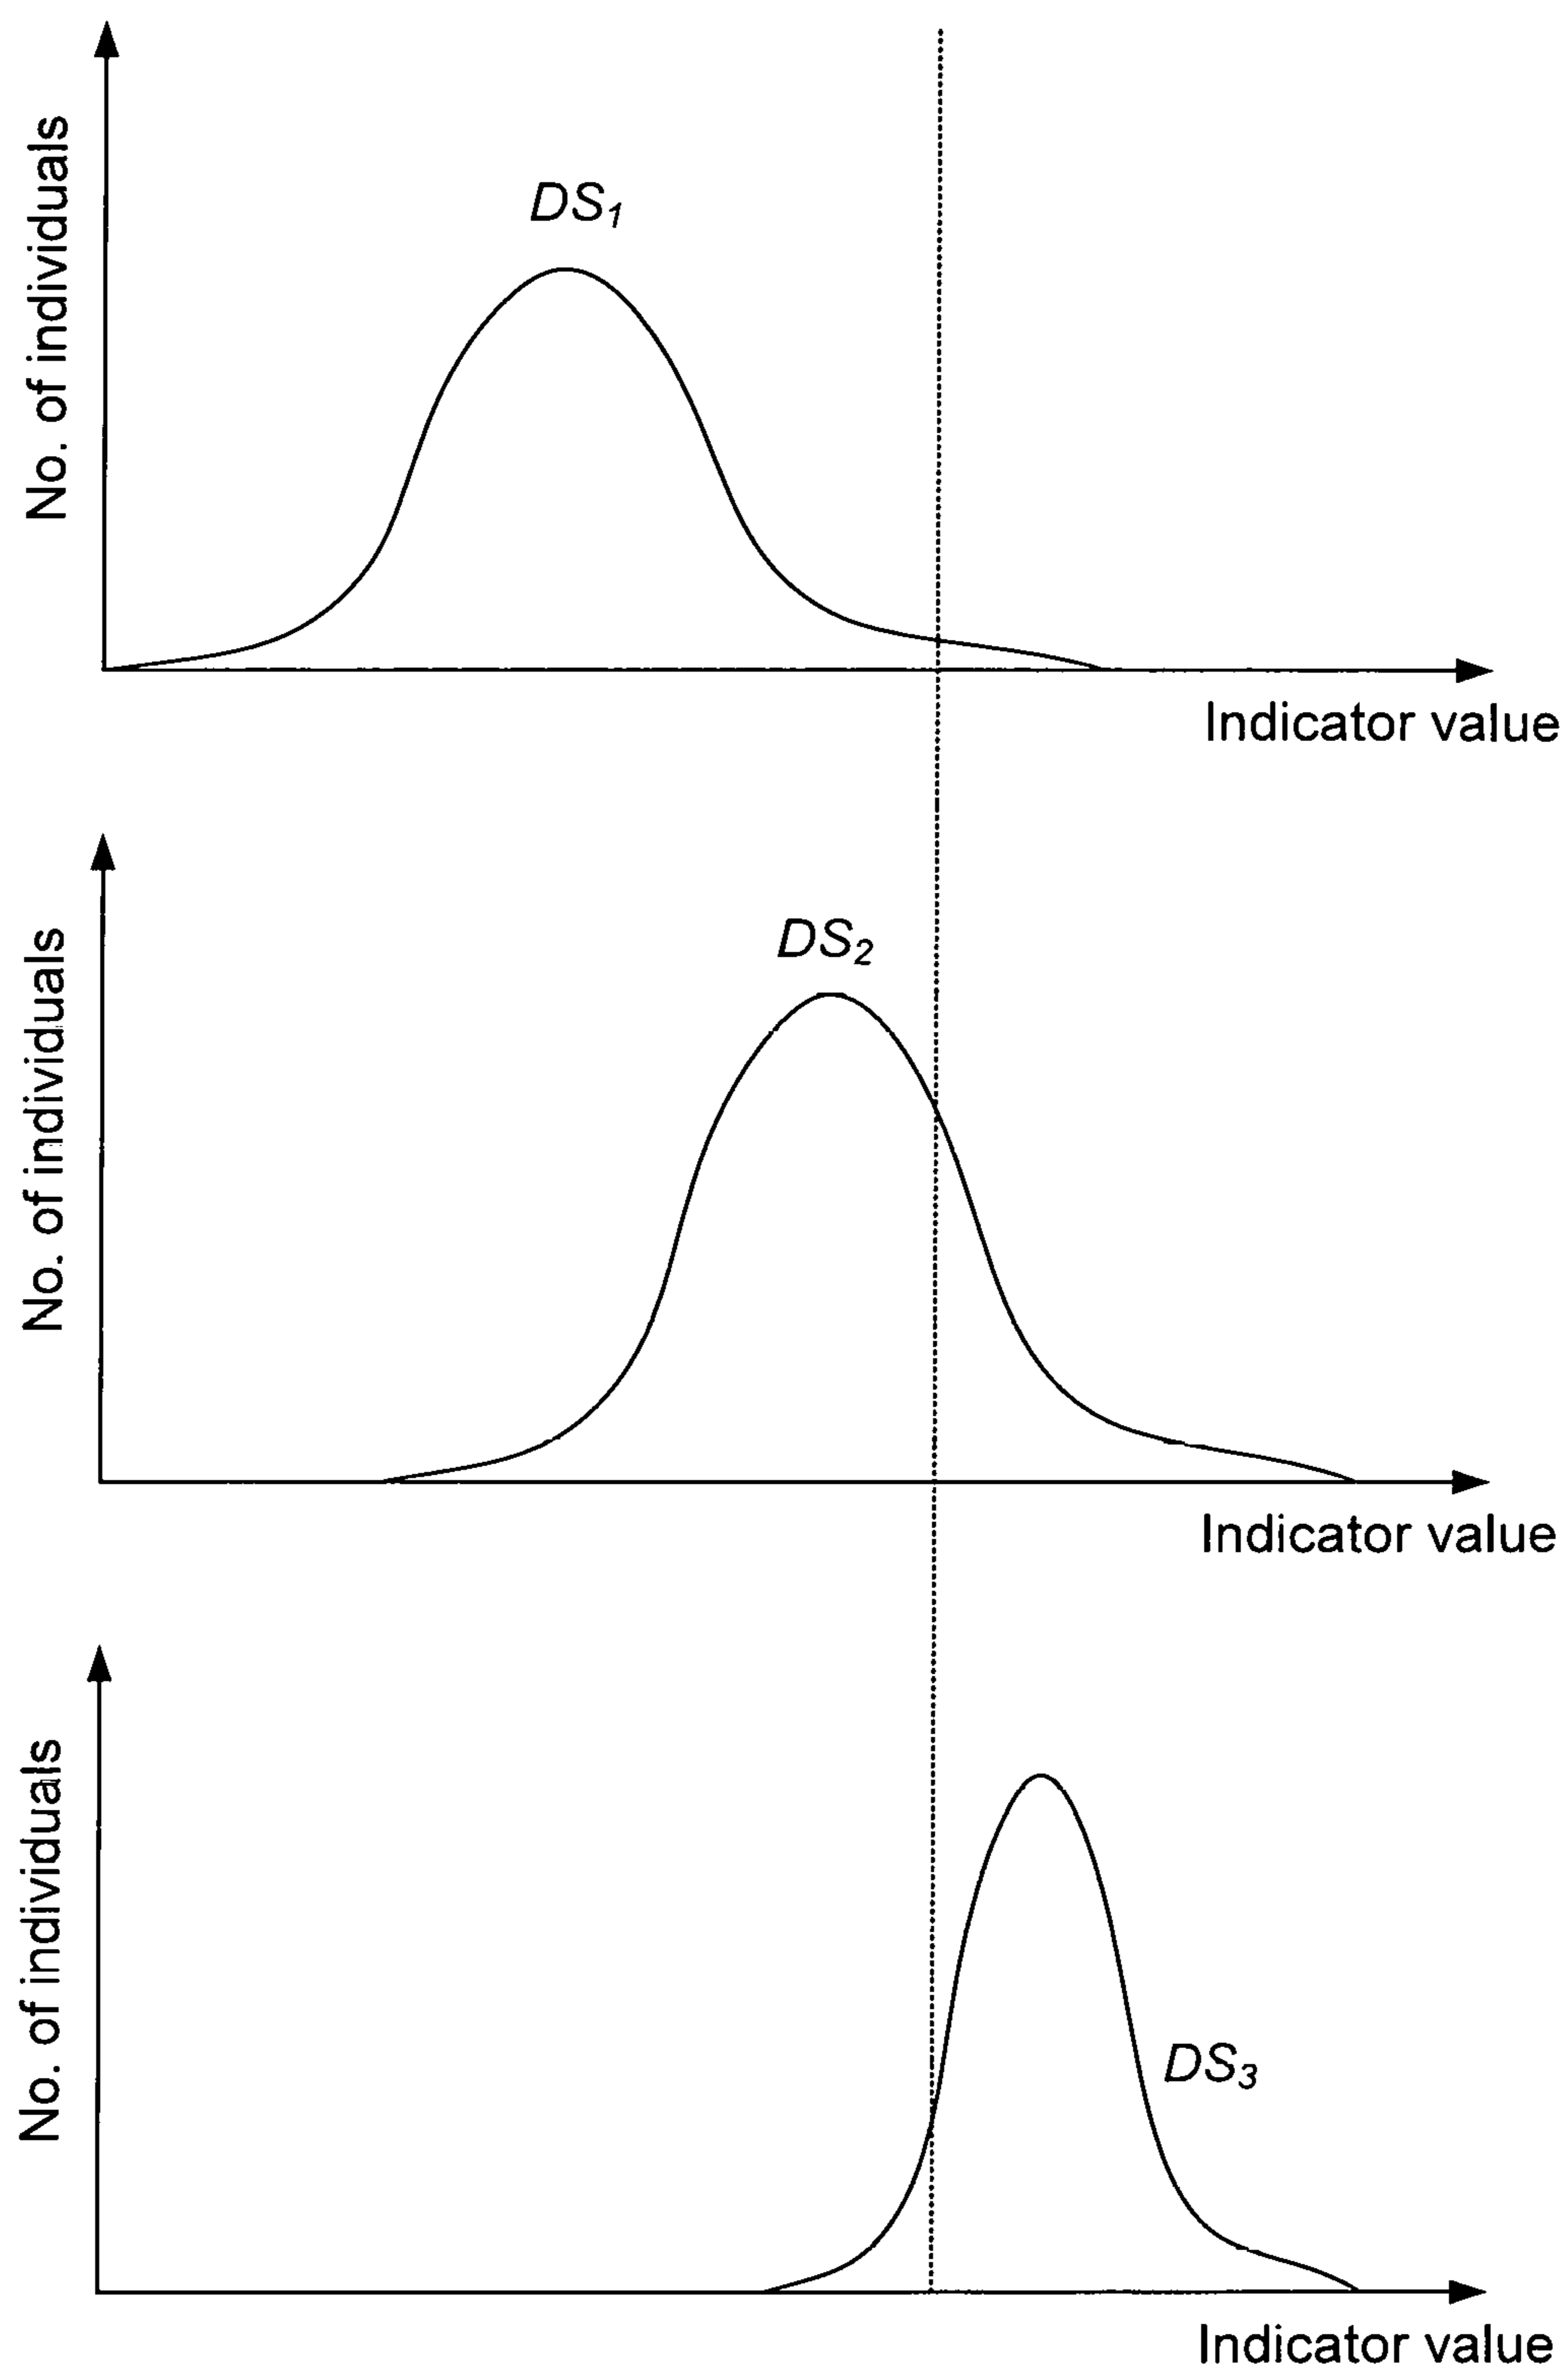 No. of individuals
DS₁
Indicator value
No. of individuals
DS₂
Indicator value
No. of individuals
DS₃
Indicator value